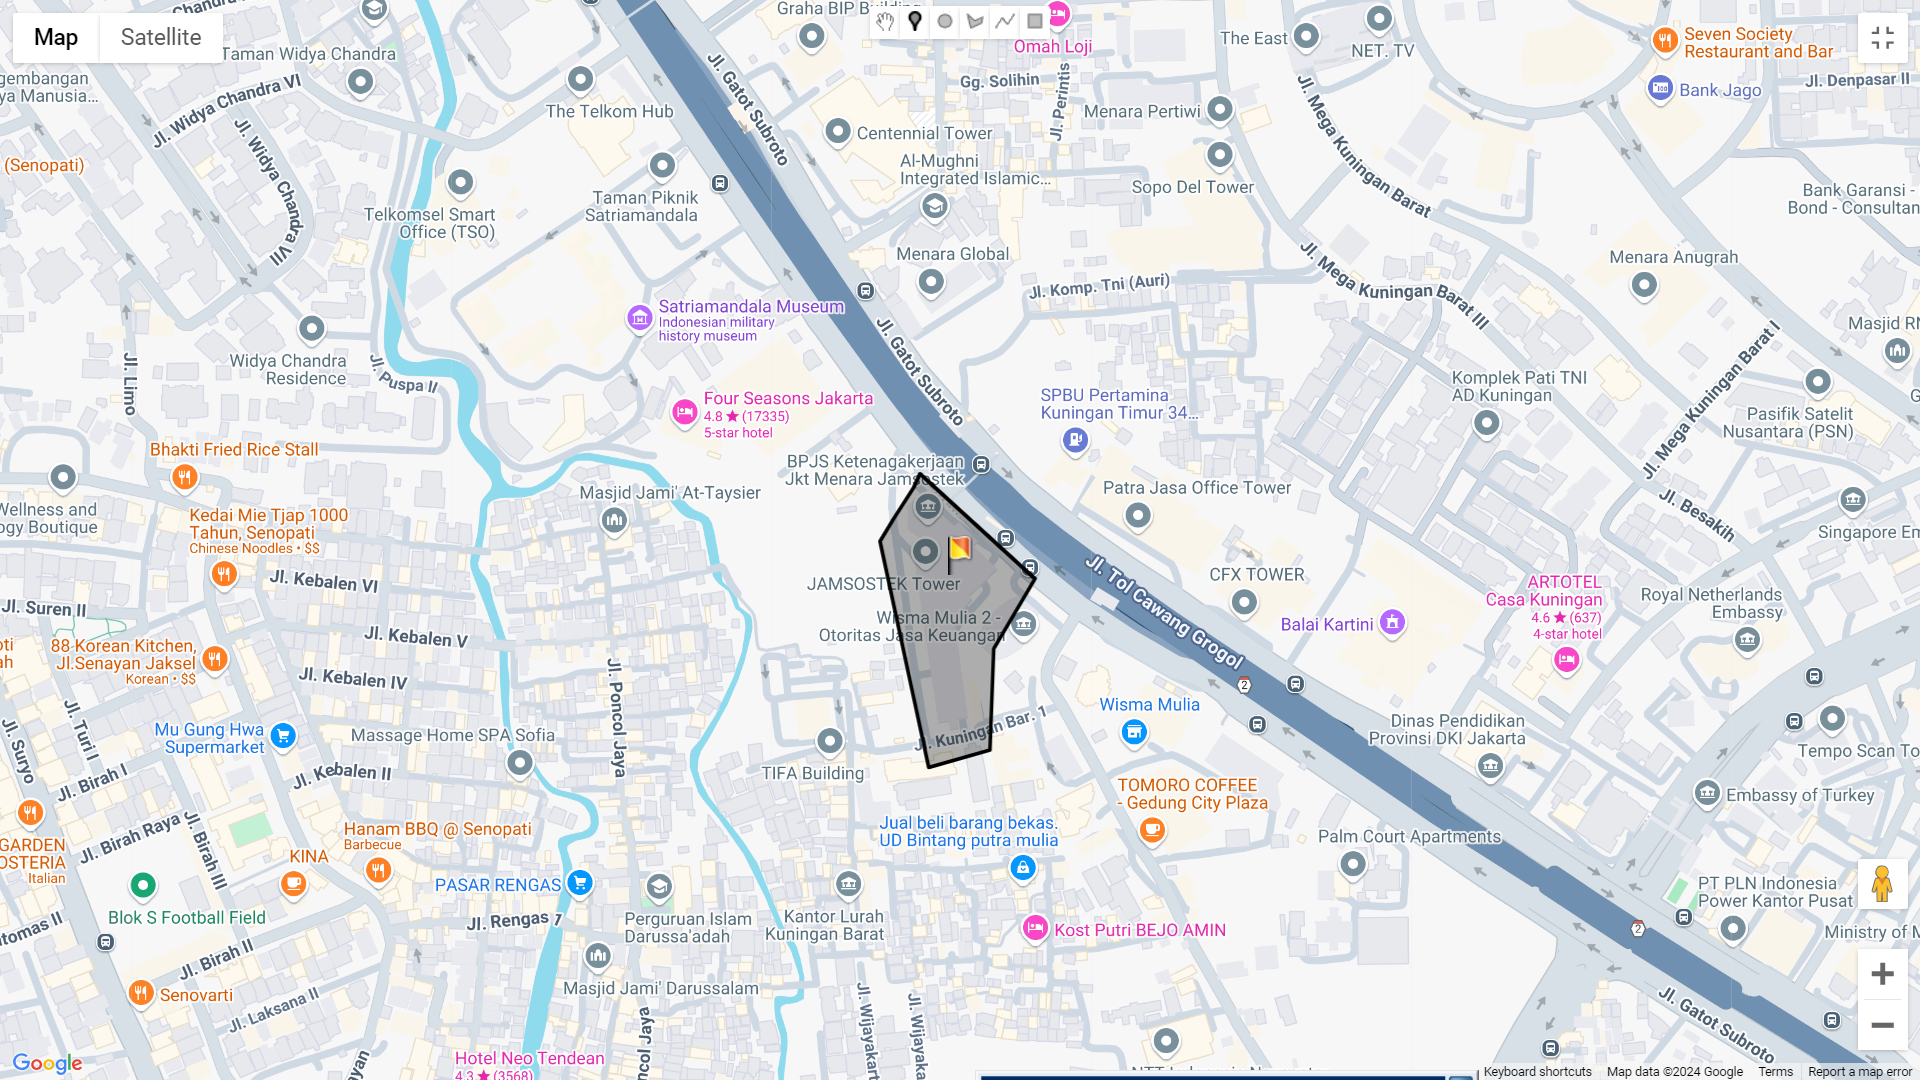 Jl. Chandra
Graha BIP Building
Map
Satellite
Taman Widya Chandra
Omah Loji
The East
NET. TV
Seven Society
Restaurant and Bar
Jl. Denpasar II
Bank Jago
gembangan
ya Manusia...
Jl. Widya Chandra VI
The Telkom Hub
Jl. Gatot Subroto
Gg. Solihin
Jl. Perintis
Menara Pertiwi
Centennial Tower
Jl. Mega Kuningan Barat
(Senopati)
Jl. Widya Chandra VIII
Al-Mughni
Integrated Islamic...
Sopo Del Tower
Taman Piknik
Satriamandala
Telkomsel Smart
Office (TSO)
Bank Garansi -
Bond - Consultan
Menara Global
Menara Anugrah
Jl. Komp. Tni (Auri)
Jl. Mega Kuningan Barat III
Satriamandala Museum
Indonesian military
history museum
Masjid RN
Widya Chandra
Residence
Jl. Puspa II
Jl. Limo
Jl. Gatot Subroto
Jl. Mega Kuningan Barat I
Komplek Pati TNI
AD Kuningan
SPBU Pertamina
Kuningan Timur 34...
Four Seasons Jakarta
4.8 ★ (17335)
5-star hotel
G
Pasifik Satelit
Nusantara (PSN)
Bhakti Fried Rice Stall
BPJS Ketenagakerjaan
Jkt Menara Jamsostek
Masjid Jami' At-Taysier
Patra Jasa Office Tower
Jl. Besakih
Wellness and
ogy Boutique
Kedai Mie Tjap 1000
Tahun, Senopati
Chinese Noodles • $$
Singapore Em
Jl. Kebalen VI
JAMSOSTEK Tower
Jl. Tol Cawang Grogol
CFX TOWER
ARTOTEL
Casa Kuningan
4.6 ★ (637)
4-star hotel
Royal Netherlands
Embassy
Jl. Suren II
Wisma Mulia 2 -
Otoritas Jasa Keuangan
Balai Kartini
Jl. Kebalen V
oti
ah
88 Korean Kitchen,
Jl.Senayan Jaksel
Korean • $$
Jl. Kebalen IV
Jl. Poncol Jaya
Wisma Mulia
Jl. Suryo
Jl. Turi
Mu Gung Hwa
Supermarket
Massage Home SPA Sofia
Jl. Kuningan Bar. 1
Dinas Pendidikan
Provinsi DKI Jakarta
Tempo Scan To
Jl. Birah I
Jl. Kebalen II
TIFA Building
TOMORO COFFEE
- Gedung City Plaza
Embassy of Turkey
Jl. Birah Raya
Jl. Birah III
Hanam BBQ @ Senopati
Barbecue
Jual beli barang bekas.
UD Bintang putra mulia
Palm Court Apartments
GARDEN
OSTERIA
Italian
KINA
PASAR RENGAS
PT PLN Indonesia
Power Kantor Pusat
Blok S Football Field
Jl. Rengas 1
Perguruan Islam
Darussa'adah
Kantor Lurah
Kuningan Barat
Kost Putri BEJO AMIN
2
2
Ministry of M
utomas II
Jl. Birah II
Senovarti
Masjid Jami' Darussalam
Jl. Laksana II
Jl. Wijayakart
Jl. Wijayaka
Jl. Gatot Subroto
Google
yan
Hotel Neo Tendean
4.3 ★ (3568)
ncol Jaya
Keyboard shortcuts
Map data ©2024 Google
Terms
Report a map error